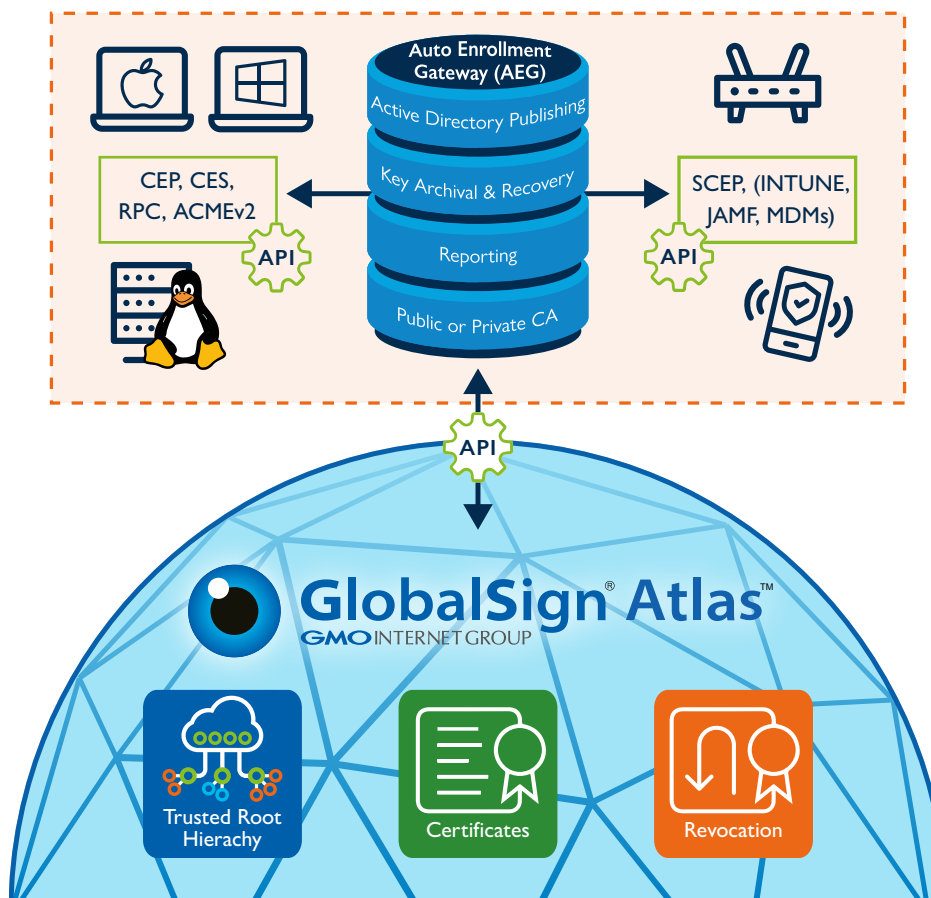 Auto Enrollment
Gateway (AEG)
Active Directory Publishing
Key Archival & Recovery
Reporting
Public or Private CA
CEP, CES,
RPC, ACMEv2
API
SCEP, (INTUNE,
JAMF, MDMs)
API
API
GlobalSign® Atlas™
GMO INTERNET GROUP
Trusted Root
Hierachy
Certificates
Revocation